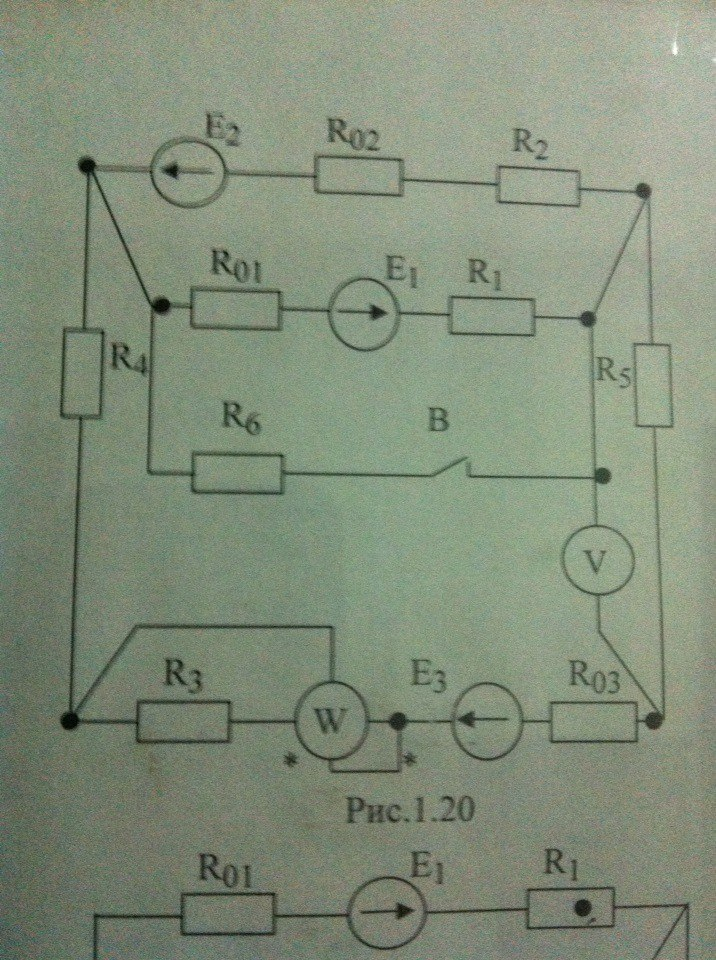 E2 R02 R2
R01 E1 R1
R4 R5
R6 B
V
R3 E3 R03
W
* *
Рис.1.20
R01 E1 R1